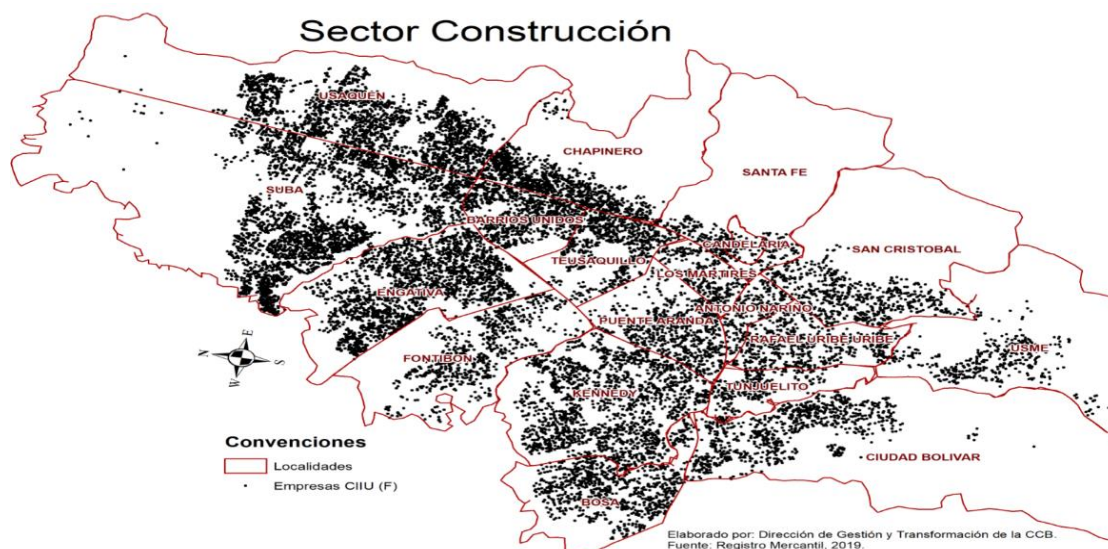 Sector Construcción
USAQUÉN
CHAPINERO
SANTA FE
SUBA
BARRIOS UNIDOS
TEUSAQUILLO
CANDELARIA
SAN CRISTOBAL
LOS MARTIRES
ENGATIVA
ANTONIO NARIÑO
PUENTE ARANDA
RAFAEL URIBE URIBE
USME
FONTIBON
TUNJUELITO
KENNEDY
N
E
W
S
CIUDAD BOLIVAR
BOSA
Convenciones
Localidades
Empresas CIIU (F)
Elaborado por: Dirección de Gestión y Transformación de la CCB.
Fuente: Registro Mercantil, 2019.